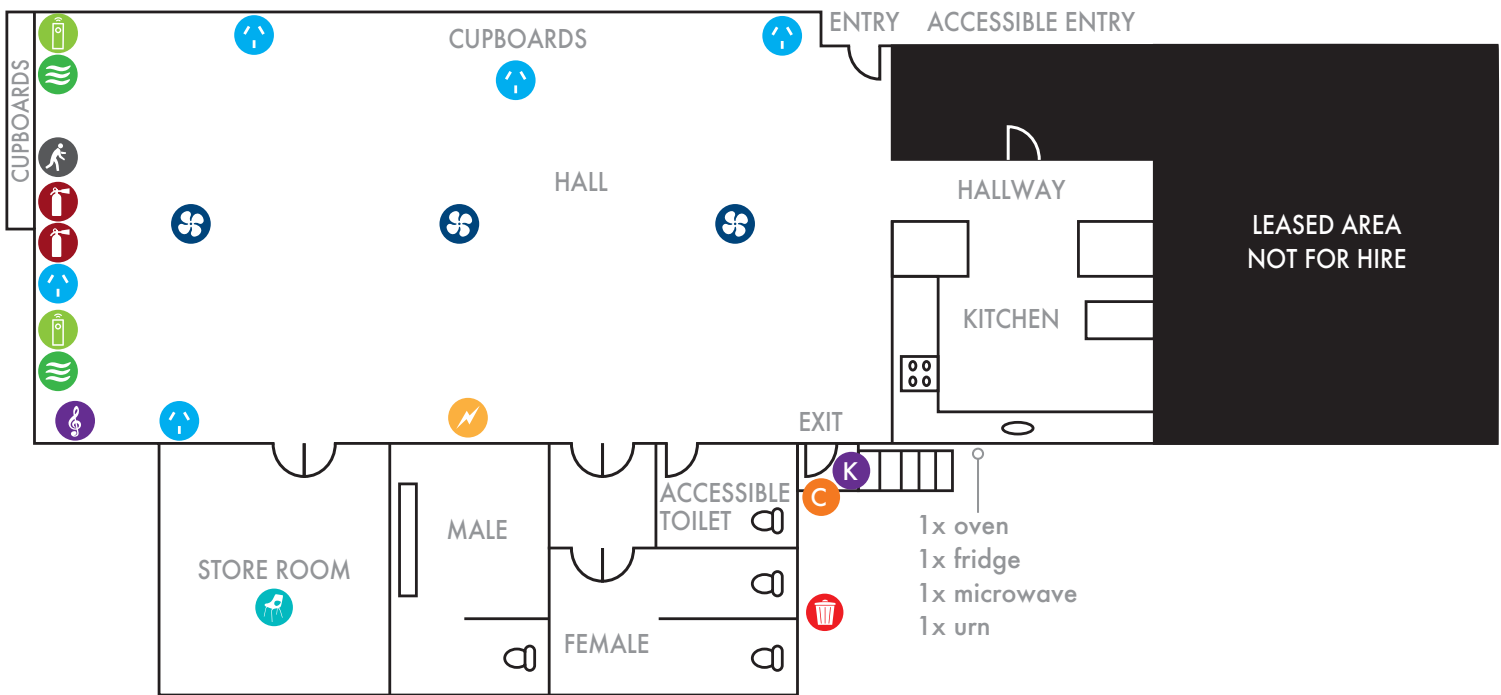 ENTRY
ACCESSIBLE ENTRY
CUPBOARDS
CUPBOARDS
HALL
HALLWAY
LEASED AREA
NOT FOR HIRE
KITCHEN
EXIT
K
C
ACCESSIBLE
TOILET
MALE
STORE ROOM
FEMALE
1x oven
1x fridge
1x microwave
1x urn